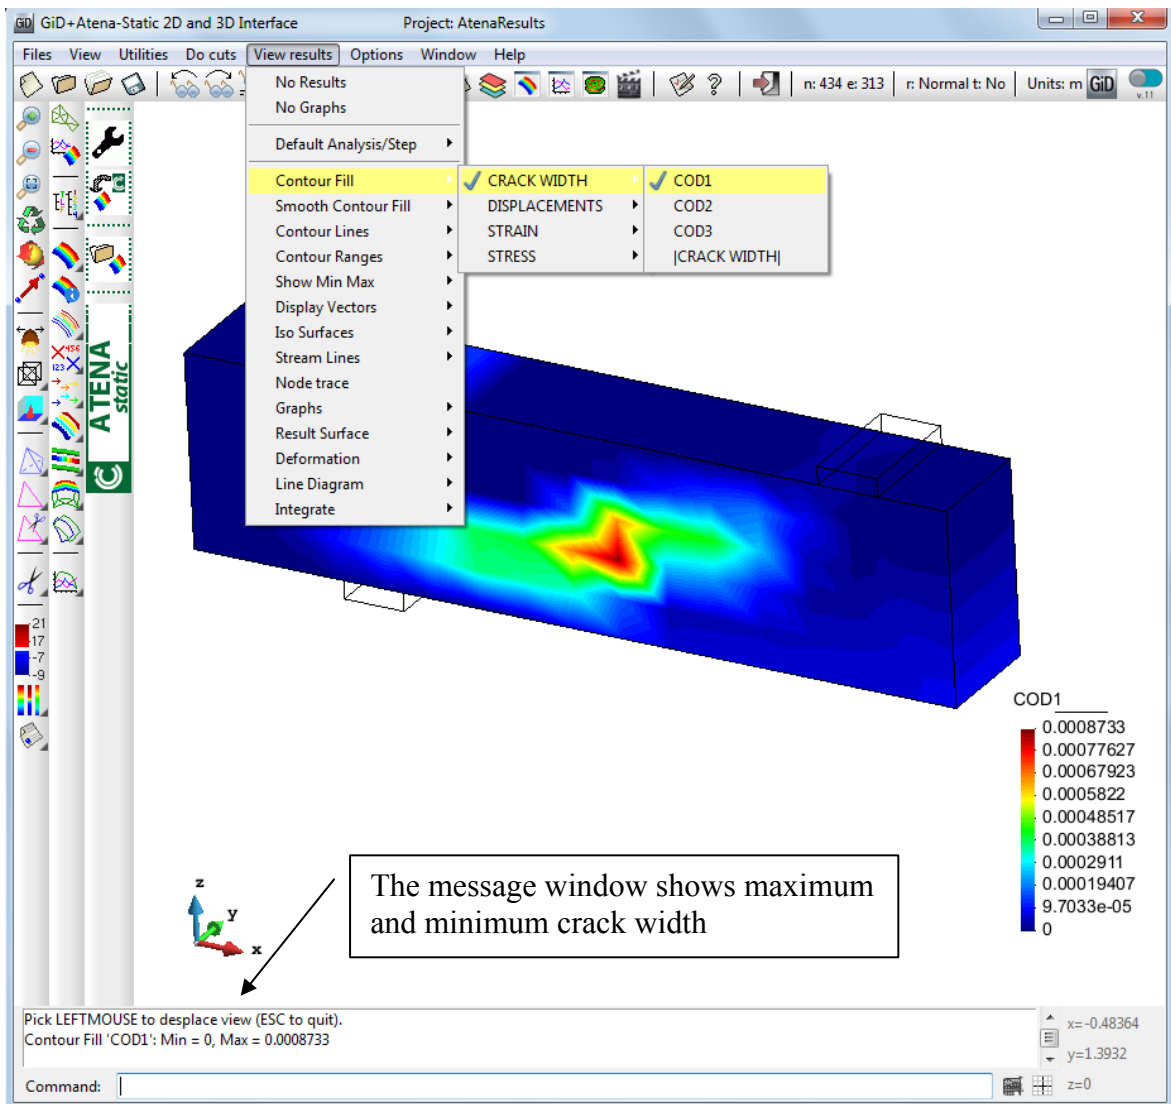 GiD GiD+Atena-Static 2D and 3D Interface Project: AtenaResults
Files View Utilities Do cuts View results Options Window Help
n: 434 e: 313 r: Normal t: No Units: m GiD v.11
No Results
No Graphs
Default Analysis/Step
Contour Fill
Smooth Contour Fill
Contour Lines
Contour Ranges
Show Min Max
Display Vectors
Iso Surfaces
Stream Lines
Node trace
Graphs
Result Surface
Deformation
Line Diagram
Integrate
CRACK WIDTH
DISPLACEMENTS
STRAIN
STRESS
COD1
COD2
COD3
|CRACK WIDTH|
ATENA
static
21
17
-7
-9
COD1
0.0008733
0.00077627
0.00067923
0.0005822
0.00048517
0.00038813
0.0002911
0.00019407
9.7033e-05
0
z
y
x
The message window shows maximum
and minimum crack width
Pick LEFTMOUSE to desplace view (ESC to quit).
Contour Fill 'COD1': Min = 0, Max = 0.0008733
x=-0.48364
y=1.3932
z=0
Command: